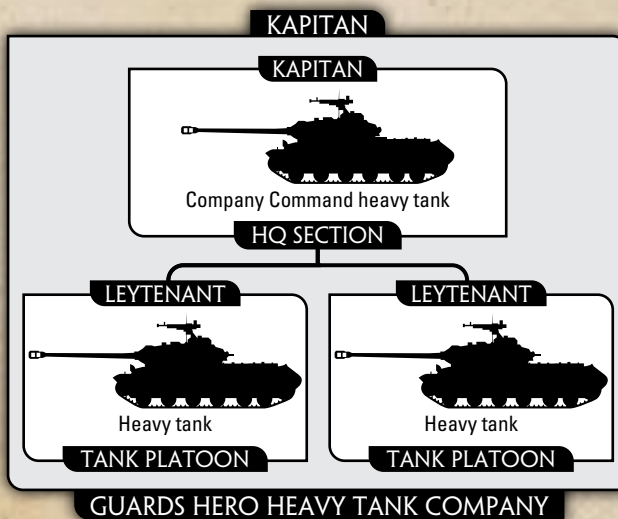 KAPITAN
KAPITAN
Company Command heavy tank
HQ SECTION
LEYTENANT
Heavy tank
TANK PLATOON
LEYTENANT
Heavy tank
TANK PLATOON
GUARDS HERO HEAVY TANK COMPANY